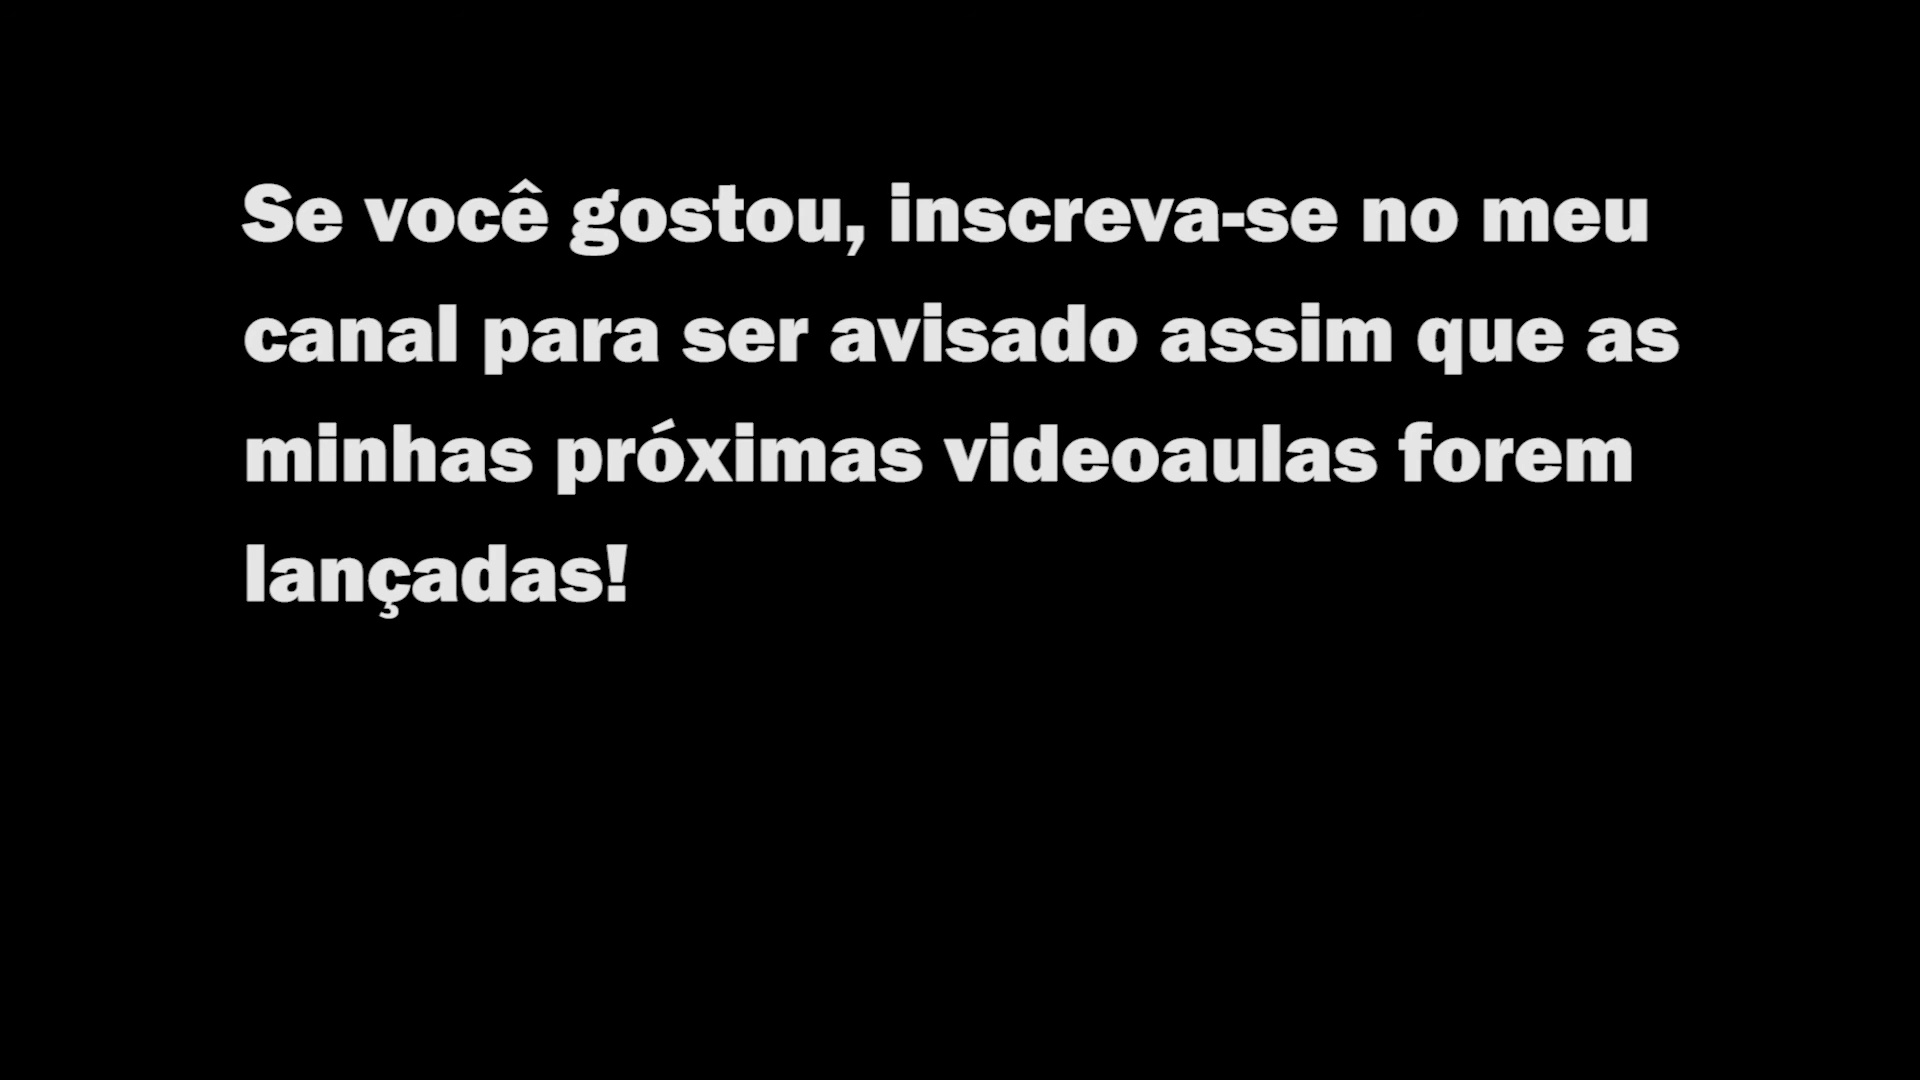 Se você gostou, inscreva-se no meu
canal para ser avisado assim que as
minhas próximas videoaulas forem
lançadas!